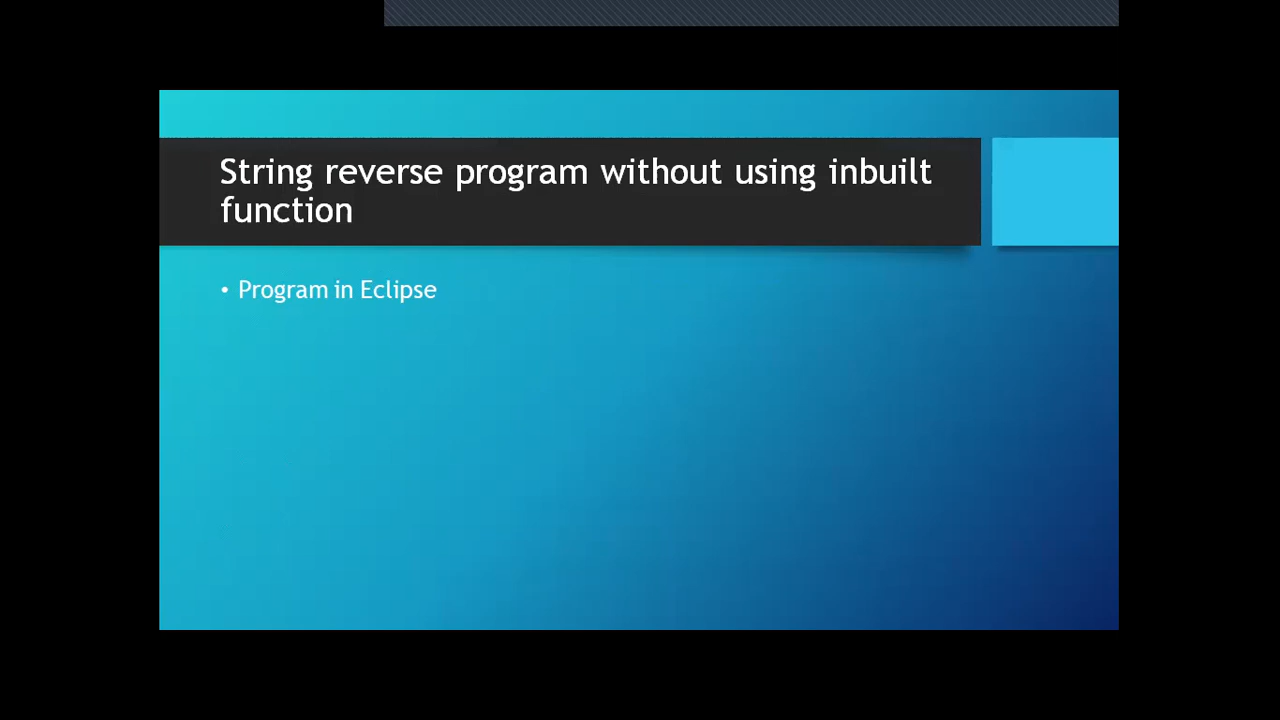 String reverse program without using inbuilt
function
• Program in Eclipse